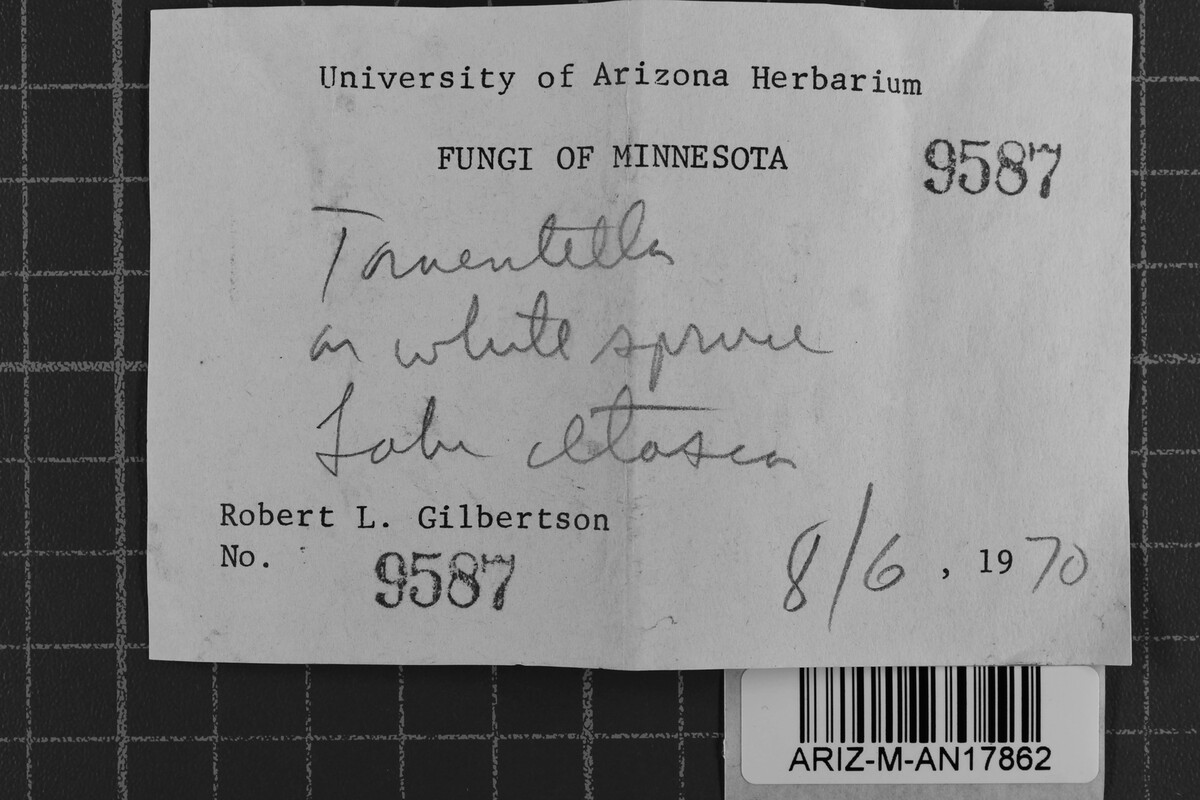 University of Arizona Herbarium
FUNGI OF MINNESOTA 9587
Tomentella
on white spruce
Lake Itasca
Robert L. Gilbertson
No. 9587
8/6, 1970
ARIZ-M-AN17862